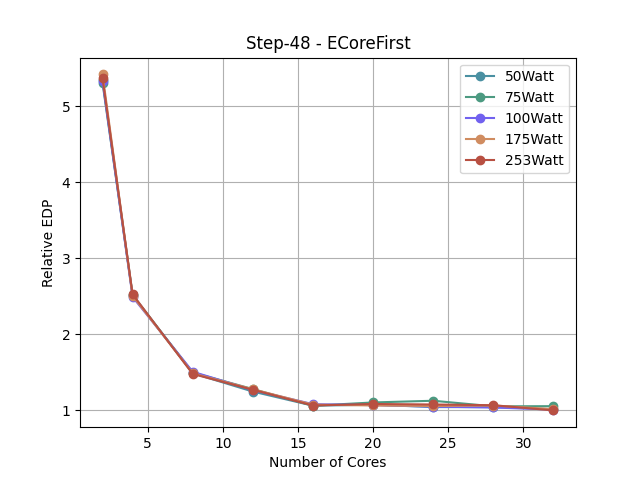 Step-48 - ECoreFirst
50Watt
75Watt
100Watt
175Watt
253Watt
Relative EDP
5
4
3
2
1
5
10
15
20
25
30
Number of Cores